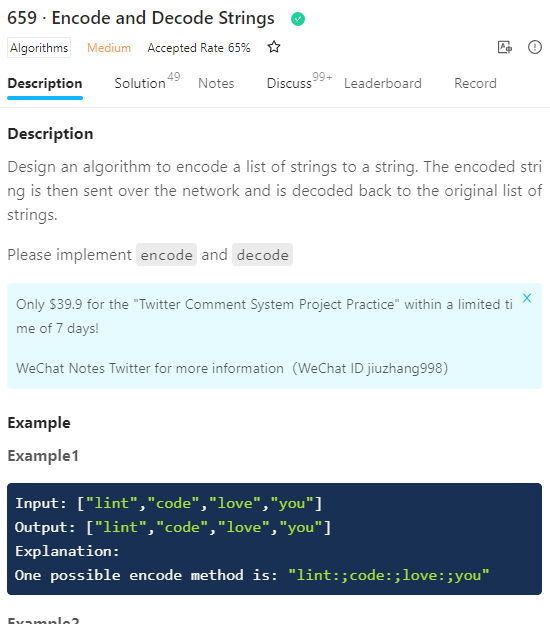 659 · Encode and Decode Strings
Algorithms Medium Accepted Rate 65%
Description Solution 49 Notes Discuss 99+ Leaderboard Record
Description
Design an algorithm to encode a list of strings to a string. The encoded stri
ng is then sent over the network and is decoded back to the original list of
strings.
Please implement encode and decode
Only $39.9 for the "Twitter Comment System Project Practice" within a limited ti
me of 7 days!
WeChat Notes Twitter for more information（WeChat ID jiuzhang998）
Example
Example1
Input: ["lint","code","love","you"]
Output: ["lint","code","love","you"]
Explanation:
One possible encode method is: "lint:;code:;love:;you"
Example2